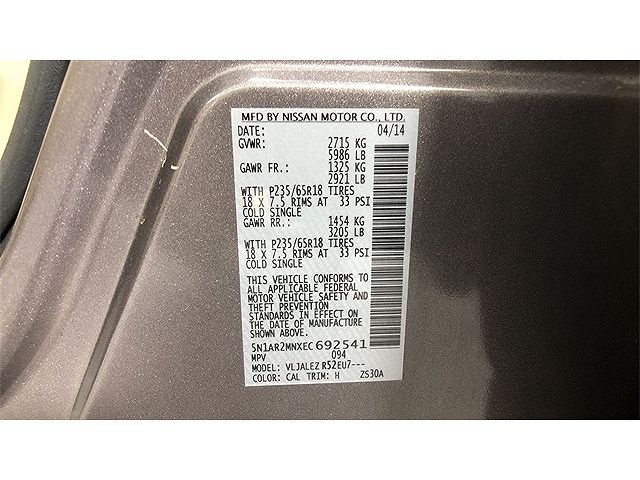 MFD BY NISSAN MOTOR CO., LTD.
DATE: 04/14
GVWR: 2715 KG
5986 LB
GAWR FR.: 1325 KG
2921 LB
WITH P235/65R18 TIRES
18 X 7.5 RIMS AT 33 PSI
COLD SINGLE
GAWR RR.: 1454 KG
3205 LB
WITH P235/65R18 TIRES
18 X 7.5 RIMS AT 33 PSI
COLD SINGLE
THIS VEHICLE CONFORMS TO
ALL APPLICABLE FEDERAL
MOTOR VEHICLE SAFETY AND
THEFT PREVENTION
STANDARDS IN EFFECT ON
THE DATE OF MANUFACTURE
SHOWN ABOVE.
5N1AR2MNXEC692541
MPV 094
MODEL: VLJALEZ R52EU7---
COLOR: CAL TRIM: H ZS30A